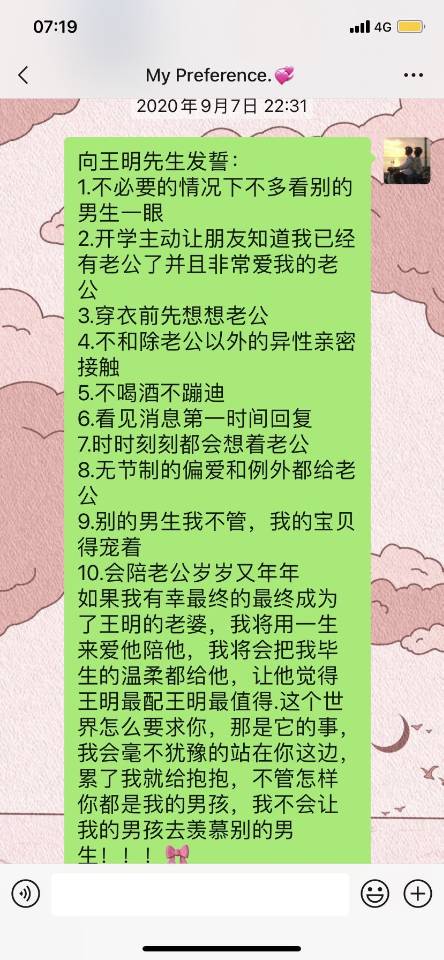 07:19
4G
My Preference.💞
2020年9月7日 22:31
向王明先生发誓：
1.不必要的情况下不多看别的
男生一眼
2.开学主动让朋友知道我已经
有老公了并且非常爱我的老
公
3.穿衣前先想想老公
4.不和除老公以外的异性亲密
接触
5.不喝酒不蹦迪
6.看见消息第一时间回复
7.时时刻刻都会想着老公
8.无节制的偏爱和例外都给老
公
9.别的男生我不管，我的宝贝
得宠着
10.会陪老公岁岁又年年
如果我有幸最终的最终成为
了王明的老婆，我将用一生
来爱他陪他，我将会把我毕
生的温柔都给他，让他觉得
王明最配王明最值得.这个世
界怎么要求你，那是它的事，
我会毫不犹豫的站在你这边，
累了我就给抱抱，不管怎样
你都是我的男孩，我不会让
我的男孩去羡慕别的男
生！！！🎀